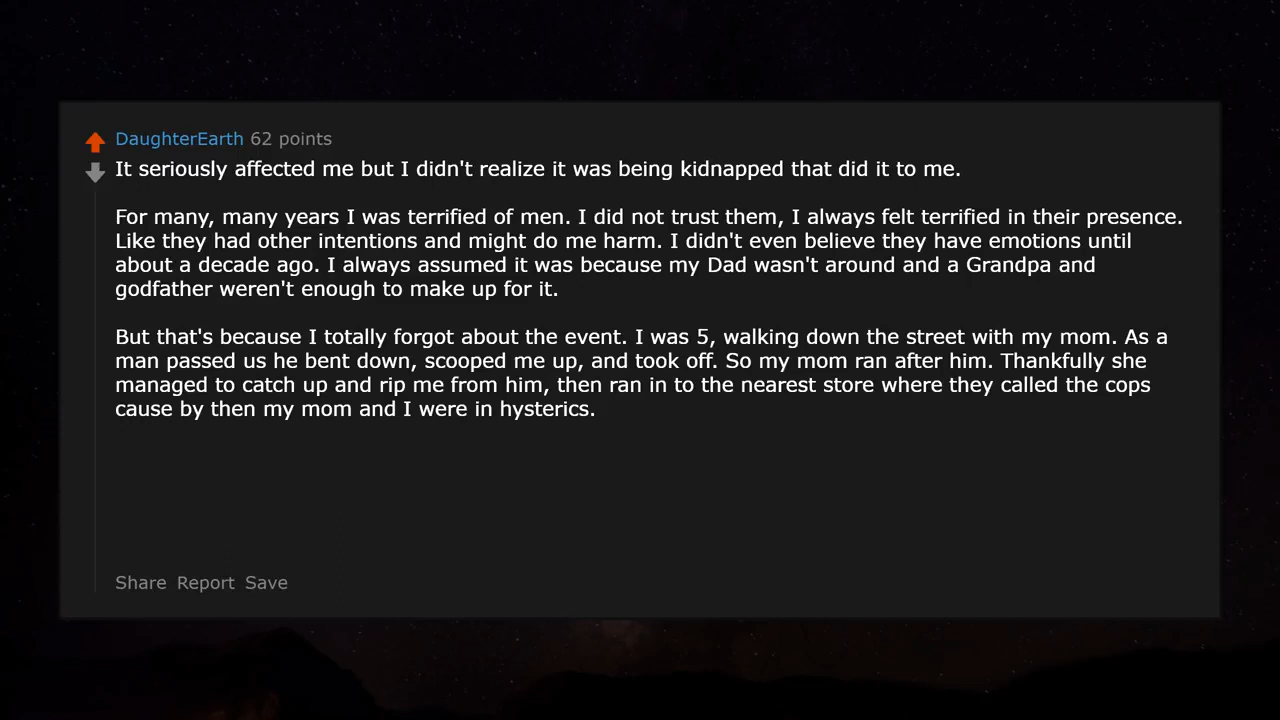 DaughterEarth 62 points
It seriously affected me but I didn't realize it was being kidnapped that did it to me.
For many, many years I was terrified of men. I did not trust them, I always felt terrified in their presence.
Like they had other intentions and might do me harm. I didn't even believe they have emotions until
about a decade ago. I always assumed it was because my Dad wasn't around and a Grandpa and
godfather weren't enough to make up for it.
But that's because I totally forgot about the event. I was 5, walking down the street with my mom. As a
man passed us he bent down, scooped me up, and took off. So my mom ran after him. Thankfully she
managed to catch up and rip me from him, then ran in to the nearest store where they called the cops
cause by then my mom and I were in hysterics.
Share Report Save